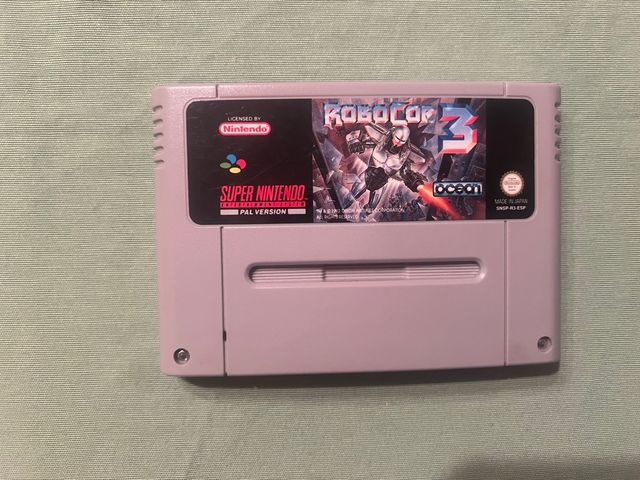 LICENSED BY
Nintendo
SUPER NINTENDO
ENTERTAINMENT SYSTEM
PAL VERSION
ROBOCOP 3
ocean
MADE IN JAPAN
SNSP-R3-ESP